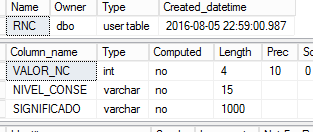 Name Owner Type Created_datetime
RNC dbo user table 2016-08-05 22:59:00.987
Column_name Type Computed Length Prec
VALOR_NC int no 4 10 0
NIVEL_CONSE varchar no 15
SIGNIFICADO varchar no 1000